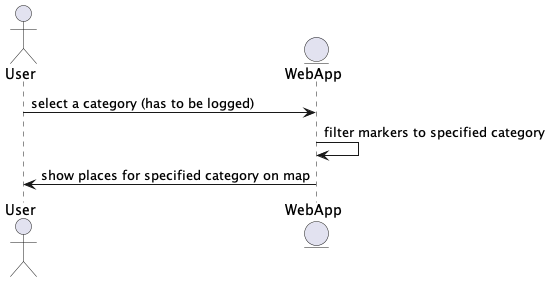 User
WebApp
select a category (has to be logged)
filter markers to specified category
show places for specified category on map
User
WebApp